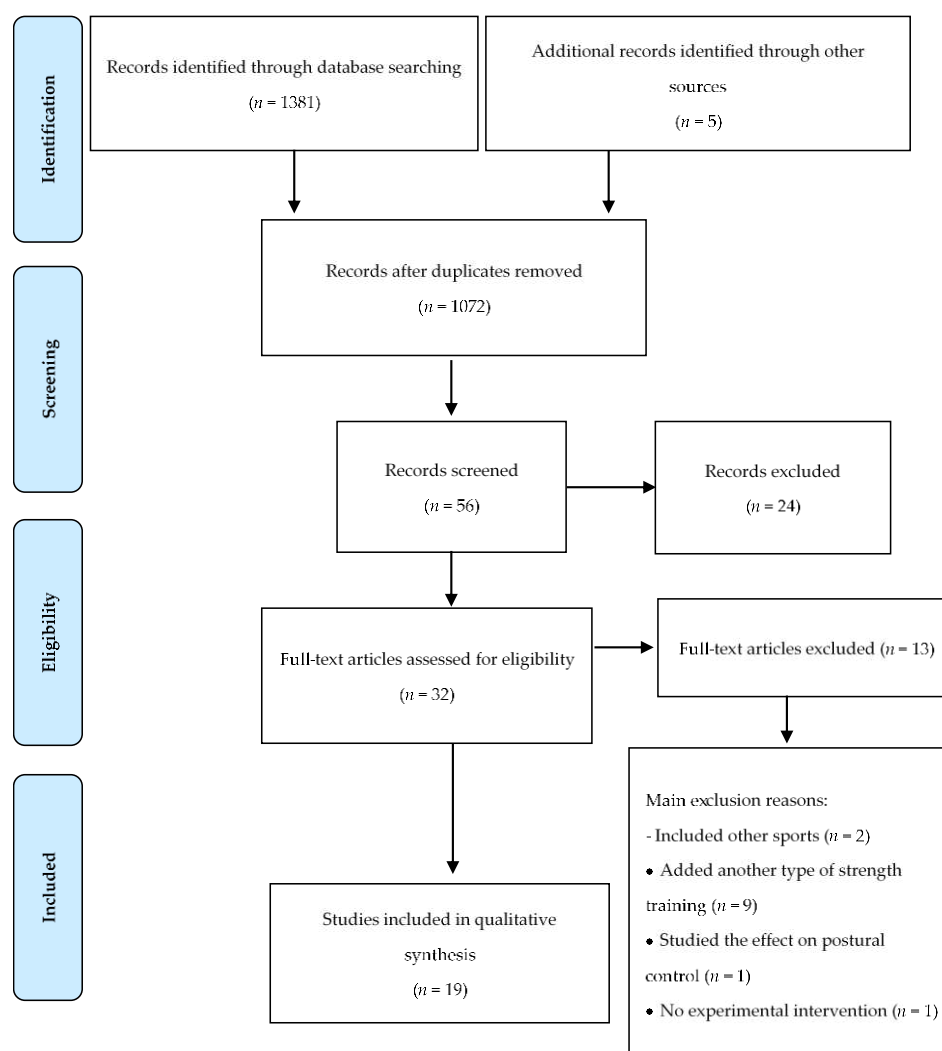 Identification
Records identified through database searching
(n = 1381)
Additional records identified through other
sources
(n = 5)
Records after duplicates removed
(n = 1072)
Screening
Records screened
(n = 56)
Records excluded
(n = 24)
Eligibility
Full-text articles assessed for eligibility
(n = 32)
Full-text articles excluded (n = 13)
Main exclusion reasons:
- Included other sports (n = 2)
• Added another type of strength
training (n = 9)
• Studied the effect on postural
control (n = 1)
• No experimental intervention (n = 1)
Included
Studies included in qualitative
synthesis
(n = 19)